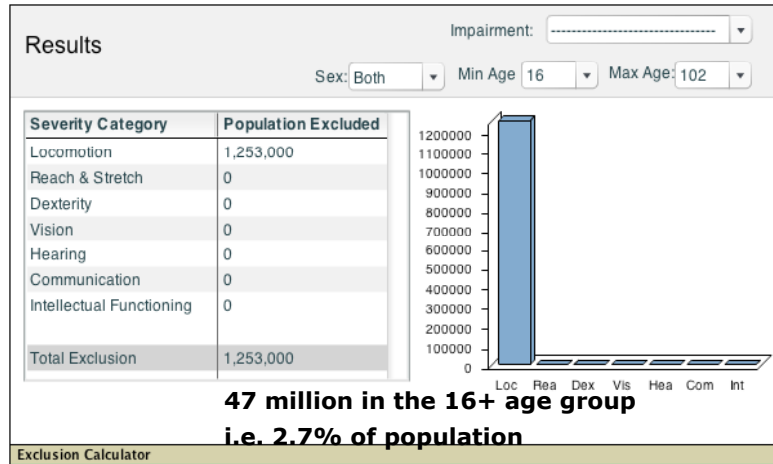 Results
Impairment: --------------------------------
Sex: Both Min Age 16 Max Age: 102
Severity Category Population Excluded
Locomotion 1,253,000
Reach & Stretch 0
Dexterity 0
Vision 0
Hearing 0
Communication 0
Intellectual Functioning 0
Total Exclusion 1,253,000
1200000
1100000
1000000
900000
800000
700000
600000
500000
400000
300000
200000
100000
0
Loc Rea Dex Vis Hea Com Int
47 million in the 16+ age group
i.e. 2.7% of population
Exclusion Calculator